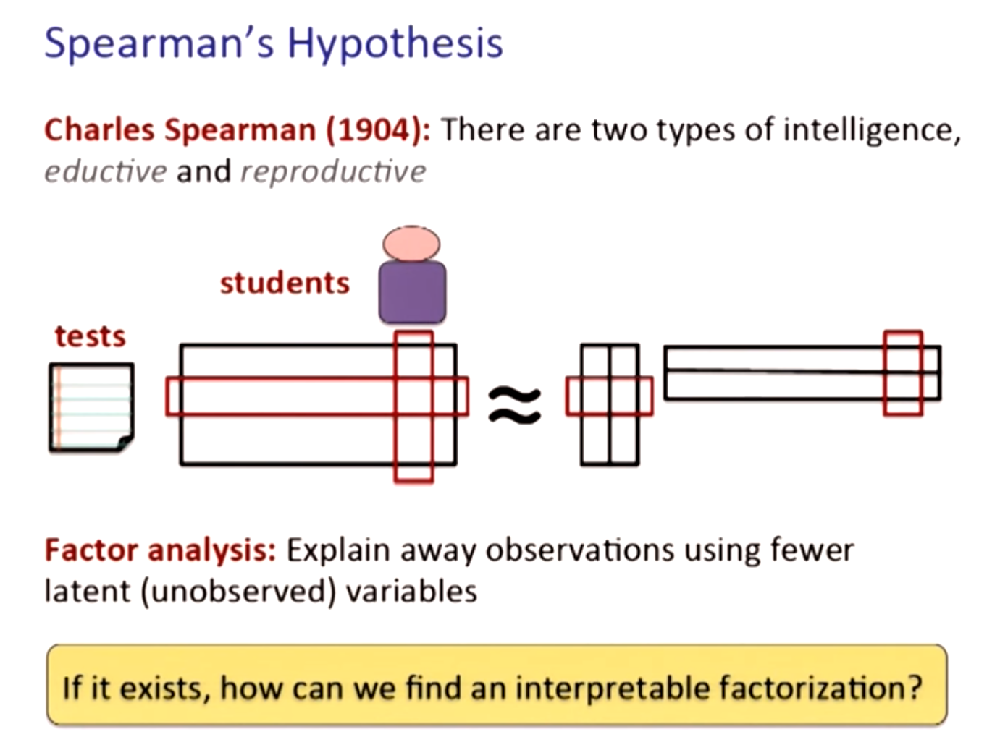 Spearman’s Hypothesis
Charles Spearman (1904): There are two types of intelligence,
eductive and reproductive
students
tests
≈
Factor analysis: Explain away observations using fewer
latent (unobserved) variables
If it exists, how can we find an interpretable factorization?